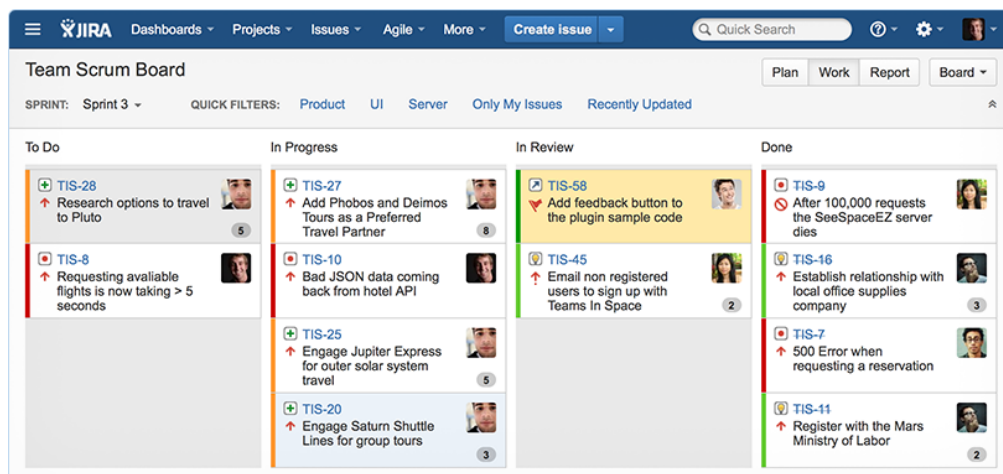 JIRA Dashboards Projects Issues Agile More Create issue Quick Search
Team Scrum Board Plan Work Report Board
SPRINT: Sprint 3 QUICK FILTERS: Product UI Server Only My Issues Recently Updated
To Do
TIS-28
Research options to travel
to Pluto
5
TIS-8
Requesting avaliable
flights is now taking > 5
seconds
In Progress
TIS-27
Add Phobos and Deimos
Tours as a Preferred
Travel Partner
8
TIS-10
Bad JSON data coming
back from hotel API
TIS-25
Engage Jupiter Express
for outer solar system
travel
5
TIS-20
Engage Saturn Shuttle
Lines for group tours
3
In Review
TIS-58
Add feedback button to
the plugin sample code
TIS-45
Email non registered
users to sign up with
Teams In Space
2
Done
TIS-9
After 100,000 requests
the SeeSpaceEZ server
dies
TIS-16
Establish relationship with
local office supplies
company
3
TIS-7
500 Error when
requesting a reservation
TIS-11
Register with the Mars
Ministry of Labor
2